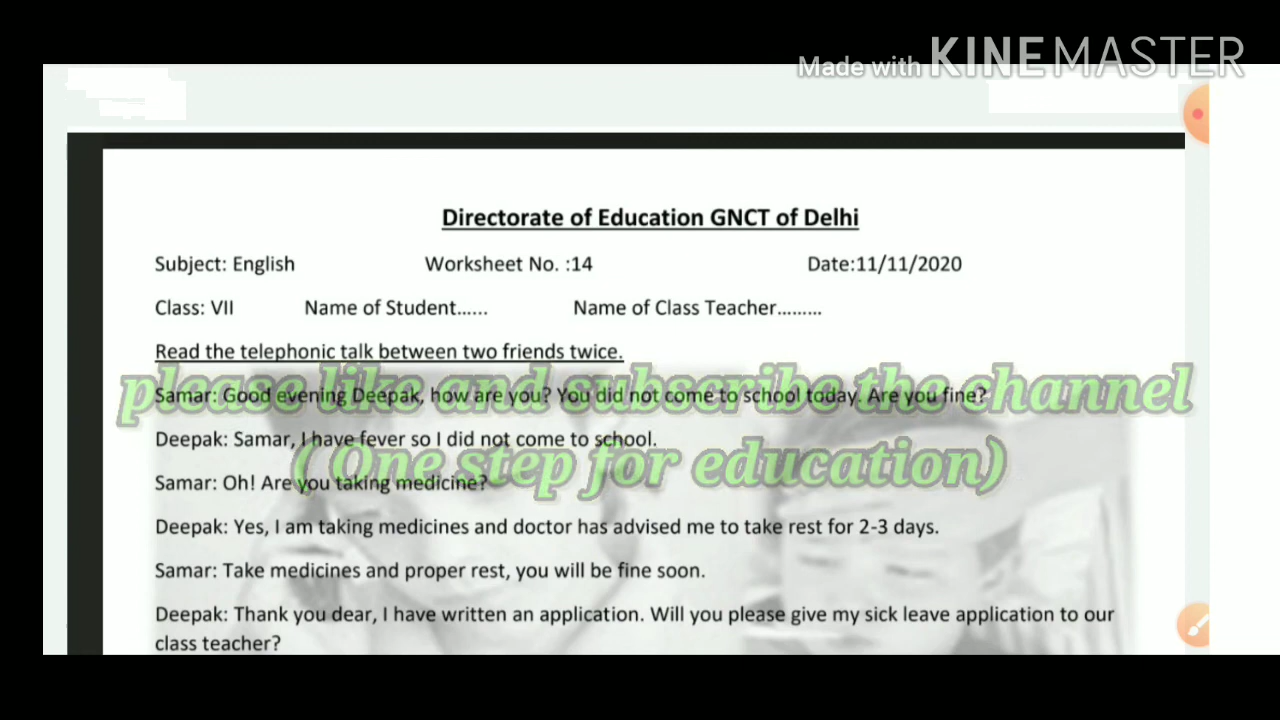 Made with KINEMASTER
Directorate of Education GNCT of Delhi
Subject: English Worksheet No. :14 Date:11/11/2020
Class: VII Name of Student...... Name of Class Teacher.........
Read the telephonic talk between two friends twice.
please like and subscribe the channel
Samar: Good evening Deepak, how are you? You did not come to school today. Are you fine?
Deepak: Samar, I have fever so I did not come to school.
( One step for education)
Samar: Oh! Are you taking medicine?
Deepak: Yes, I am taking medicines and doctor has advised me to take rest for 2-3 days.
Samar: Take medicines and proper rest, you will be fine soon.
Deepak: Thank you dear, I have written an application. Will you please give my sick leave application to our
class teacher?